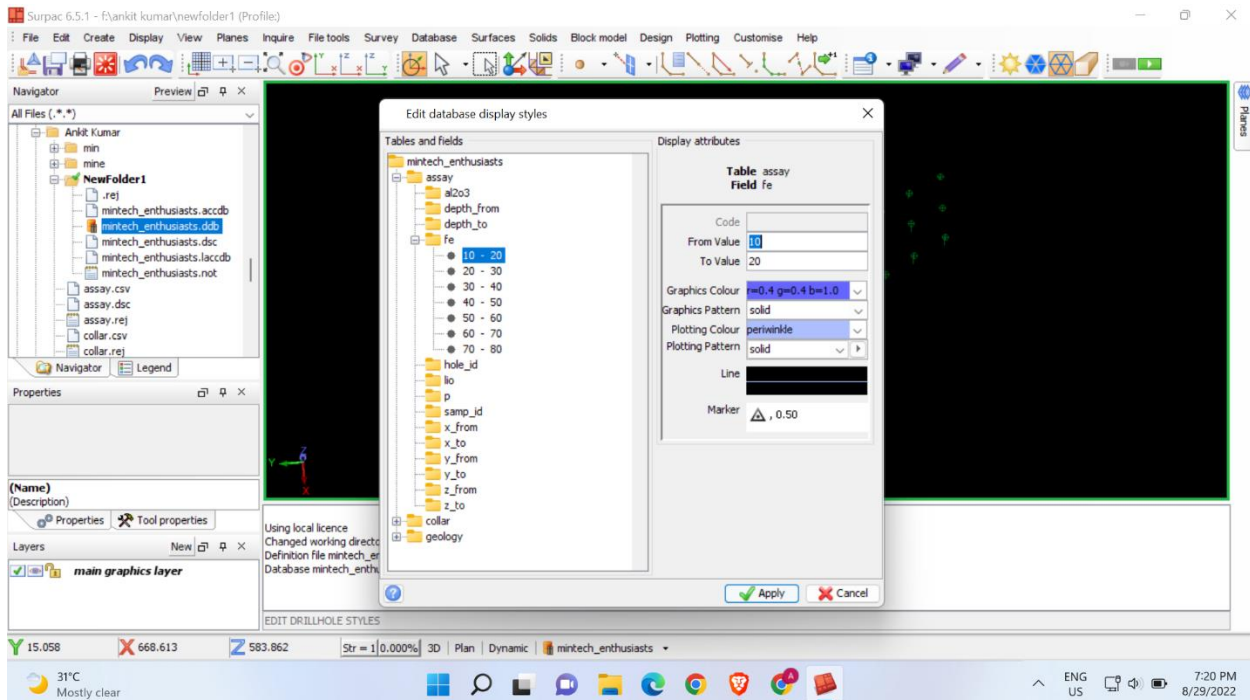 Surpac 6.5.1 - f:\ankit kumar\newfolder1 (Profile:)
File Edit Create Display View Planes Inquire File tools Survey Database Surfaces Solids Block model Design Plotting Customise Help
Navigator Preview
All Files (.*.*)
Ankit Kumar
min
mine
NewFolder1
.rej
mintech_enthusiasts.accdb
mintech_enthusiasts.ddb
mintech_enthusiasts.dsc
mintech_enthusiasts.laccdb
mintech_enthusiasts.not
assay.csv
assay.dsc
assay.rej
collar.csv
collar.rej
Navigator Legend
Properties
(Name)
(Description)
Properties Tool properties
Layers New
main graphics layer
Edit database display styles
Tables and fields
mintech_enthusiasts
assay
al2o3
depth_from
depth_to
fe
10 - 20
20 - 30
30 - 40
40 - 50
50 - 60
60 - 70
70 - 80
hole_id
lio
p
samp_id
x_from
x_to
y_from
y_to
z_from
z_to
collar
geology
Display attributes
Table assay
Field fe
Code
From Value 10
To Value 20
Graphics Colour r=0.4 g=0.4 b=1.0
Graphics Pattern solid
Plotting Colour periwinkle
Plotting Pattern solid
Line
Marker , 0.50
Apply Cancel
Planes
Z
Y
X
Using local licence
Changed working directo
Definition file mintech_en
Database mintech_enthu
EDIT DRILLHOLE STYLES
Y 15.058 X 668.613 Z 583.862 Str = 1 0.000% 3D Plan Dynamic mintech_enthusiasts
31°C
Mostly clear
ENG
US
7:20 PM
8/29/2022